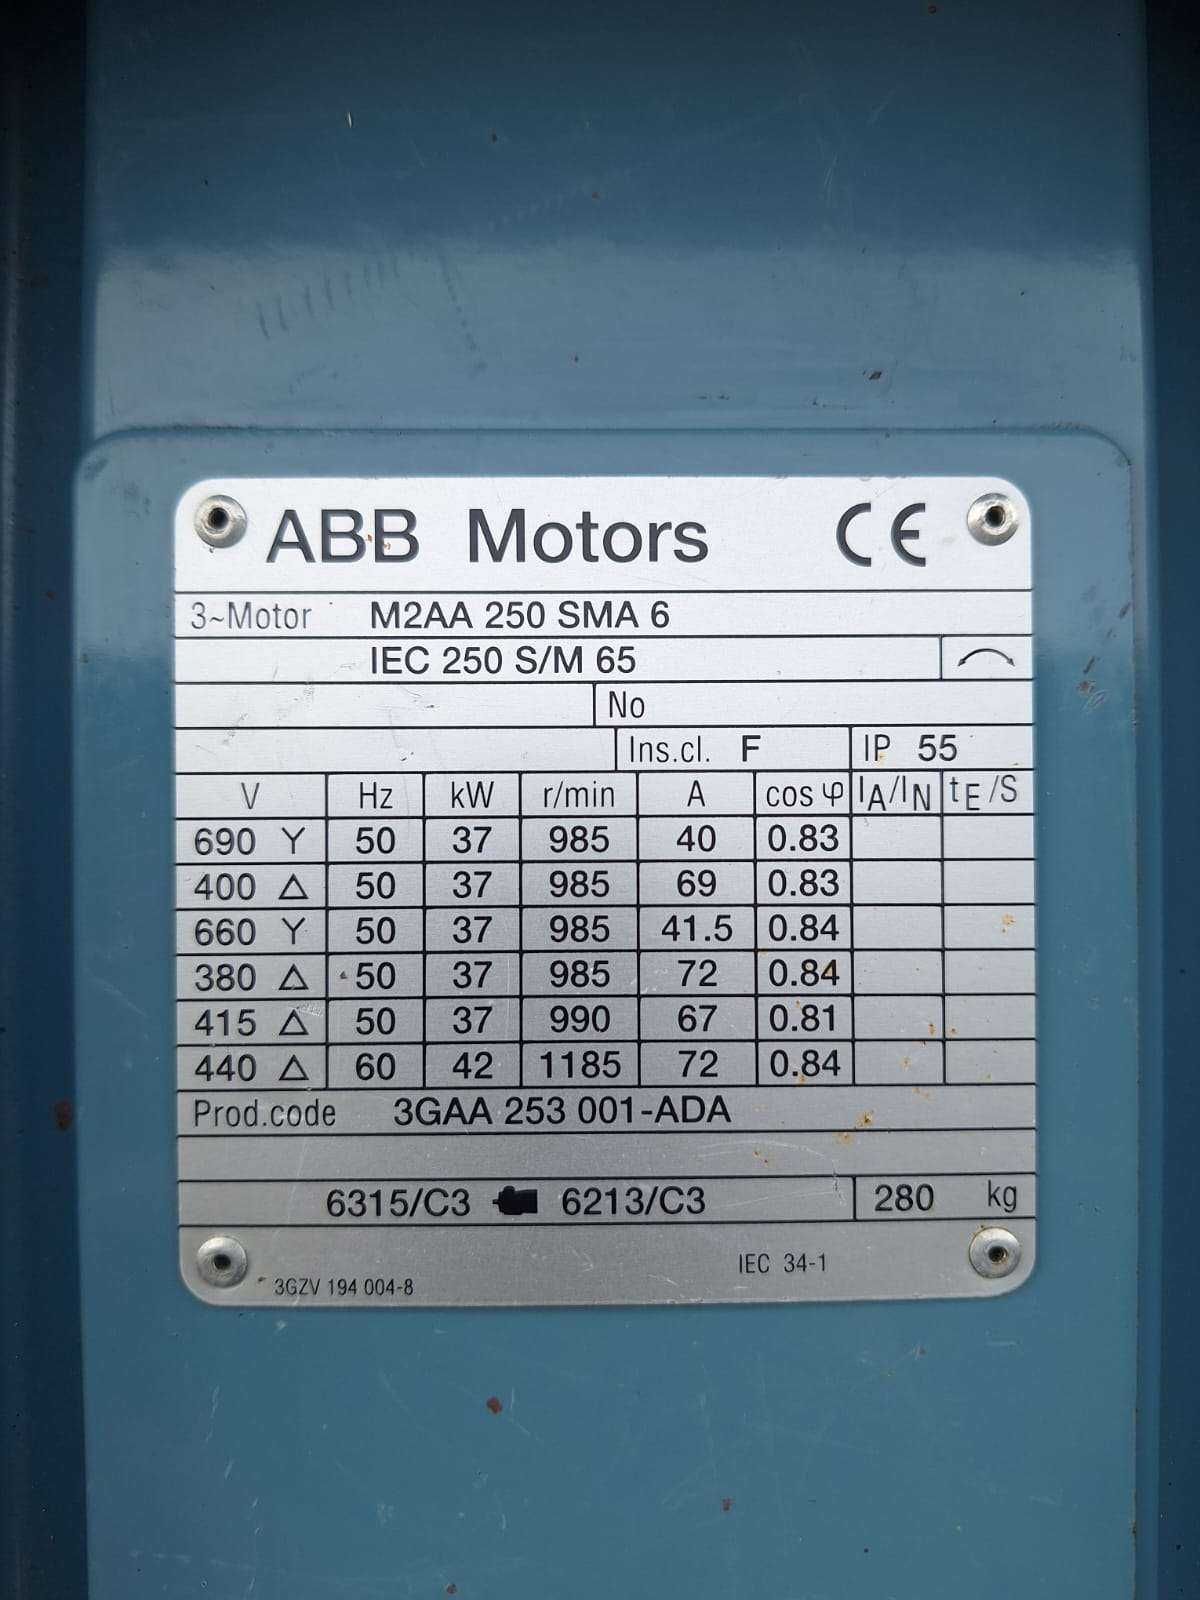 ABB Motors CE
3~Motor M2AA 250 SMA 6
IEC 250 S/M 65
No
Ins.cl. F IP 55
V Hz kW r/min A cos φ IA/IN tE/S
690 Y 50 37 985 40 0.83
400 △ 50 37 985 69 0.83
660 Y 50 37 985 41.5 0.84
380 △ 50 37 985 72 0.84
415 △ 50 37 990 67 0.81
440 △ 60 42 1185 72 0.84
Prod.code 3GAA 253 001-ADA
6315/C3 6213/C3 280 kg
IEC 34-1
3GZV 194 004-8